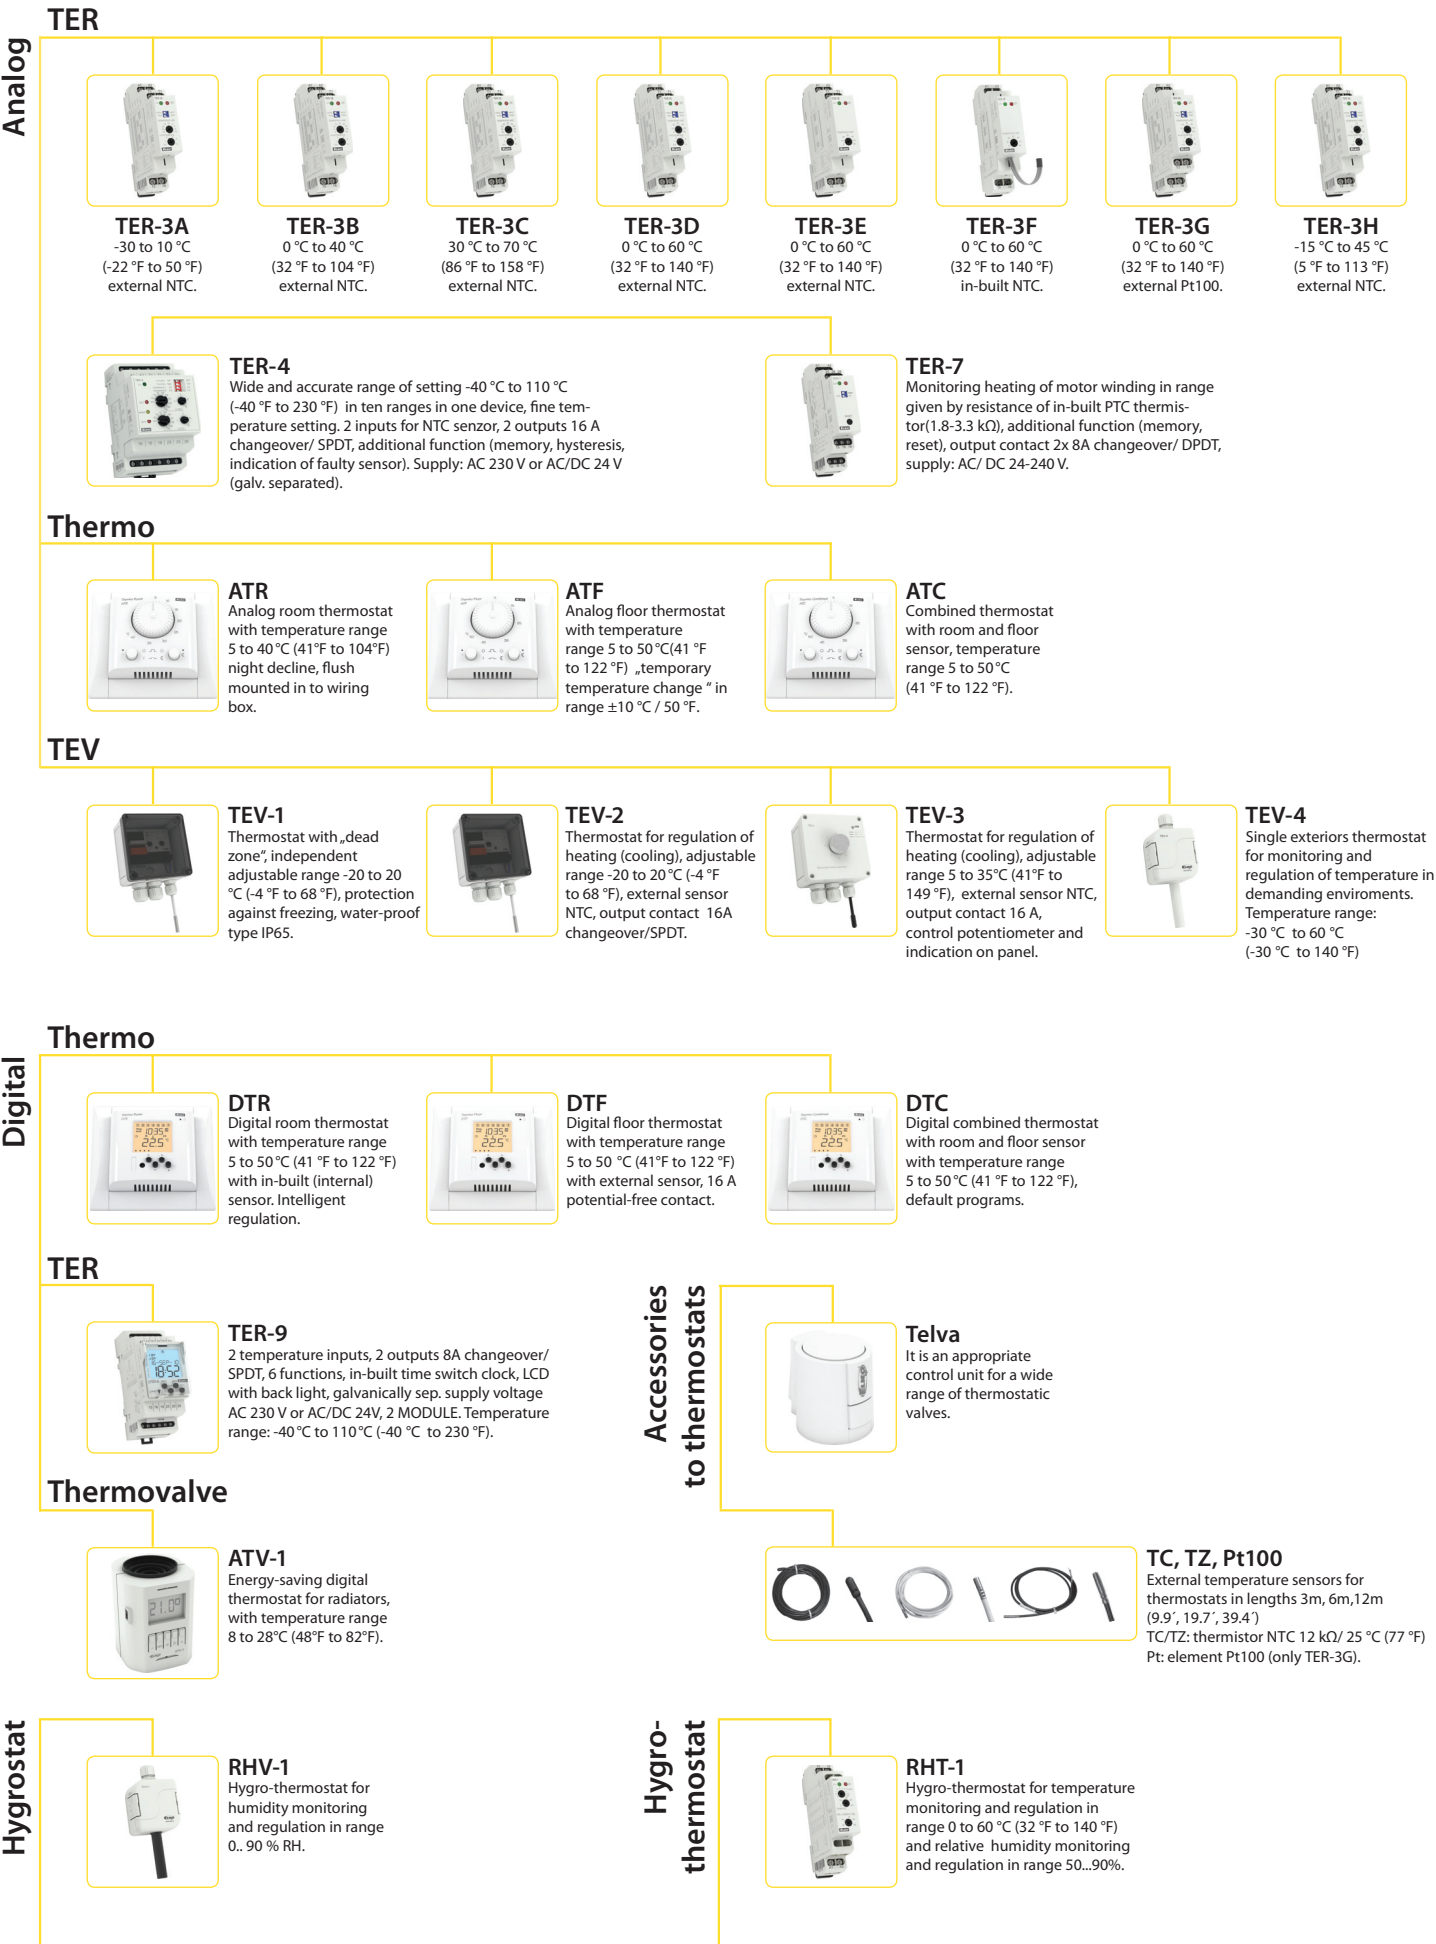 TER
Analog
TER-3A
-30 to 10 °C
(-22 °F to 50 °F)
external NTC.
TER-3B
0 °C to 40 °C
(32 °F to 104 °F)
external NTC.
TER-3C
30 °C to 70 °C
(86 °F to 158 °F)
external NTC.
TER-3D
0 °C to 60 °C
(32 °F to 140 °F)
external NTC.
TER-3E
0 °C to 60 °C
(32 °F to 140 °F)
external NTC.
TER-3F
0 °C to 60 °C
(32 °F to 140 °F)
in-built NTC.
TER-3G
0 °C to 60 °C
(32 °F to 140 °F)
external Pt100.
TER-3H
-15 °C to 45 °C
(5 °F to 113 °F)
external NTC.
TER-4
Wide and accurate range of setting -40 °C to 110 °C
(-40 °F to 230 °F) in ten ranges in one device, fine tem-
perature setting. 2 inputs for NTC senzor, 2 outputs 16 A
changeover/ SPDT, additional function (memory, hysteresis,
indication of faulty sensor). Supply: AC 230 V or AC/DC 24 V
(galv. separated).
TER-7
Monitoring heating of motor winding in range
given by resistance of in-built PTC thermis-
tor(1.8-3.3 kΩ), additional function (memory,
reset), output contact 2x 8A changeover/ DPDT,
supply: AC/ DC 24-240 V.
Thermo
ATR
Analog room thermostat
with temperature range
5 to 40°C (41°F to 104°F)
night decline, flush
mounted in to wiring
box.
ATF
Analog floor thermostat
with temperature
range 5 to 50°C(41 °F
to 122 °F) „temporary
temperature change “ in
range ±10 °C / 50 °F.
ATC
Combined thermostat
with room and floor
sensor, temperature
range 5 to 50°C
(41 °F to 122 °F).
TEV
TEV-1
Thermostat with „dead
zone“, independent
adjustable range -20 to 20
°C (-4 °F to 68 °F), protection
against freezing, water-proof
type IP65.
TEV-2
Thermostat for regulation of
heating (cooling), adjustable
range -20 to 20°C (-4 °F
to 68 °F), external sensor
NTC, output contact 16A
changeover/SPDT.
TEV-3
Thermostat for regulation of
heating (cooling), adjustable
range 5 to 35°C (41°F to
149 °F), external sensor NTC,
output contact 16 A,
control potentiometer and
indication on panel.
TEV-4
Single exteriors thermostat
for monitoring and
regulation of temperature in
demanding enviroments.
Temperature range:
-30 °C to 60 °C
(-30 °C to 140 °F)
Thermo
Digital
DTR
Digital room thermostat
with temperature range
5 to 50°C (41 °F to 122 °F)
with in-built (internal)
sensor. Intelligent
regulation.
DTF
Digital floor thermostat
with temperature range
5 to 50 °C (41°F to 122 °F)
with external sensor, 16 A
potential-free contact.
DTC
Digital combined thermostat
with room and floor sensor
with temperature range
5 to 50°C (41 °F to 122 °F),
default programs.
TER
TER-9
2 temperature inputs, 2 outputs 8A changeover/
SPDT, 6 functions, in-built time switch clock, LCD
with back light, galvanically sep. supply voltage
AC 230 V or AC/DC 24V, 2 MODULE. Temperature
range: -40°C to 110°C (-40 °C to 230 °F).
Accessories
to thermostats
Telva
It is an appropriate
control unit for a wide
range of thermostatic
valves.
Thermovalve
ATV-1
Energy-saving digital
thermostat for radiators,
with temperature range
8 to 28°C (48°F to 82°F).
TC, TZ, Pt100
External temperature sensors for
thermostats in lengths 3m, 6m,12m
(9.9´, 19.7´, 39.4´)
TC/TZ: thermistor NTC 12 kΩ/ 25 °C (77 °F)
Pt: element Pt100 (only TER-3G).
Hygrostat
RHV-1
Hygro-thermostat for
humidity monitoring
and regulation in range
0.. 90 % RH.
Hygro-
thermostat
RHT-1
Hygro-thermostat for temperature
monitoring and regulation in
range 0 to 60 °C (32 °F to 140 °F)
and relative humidity monitoring
and regulation in range 50...90%.